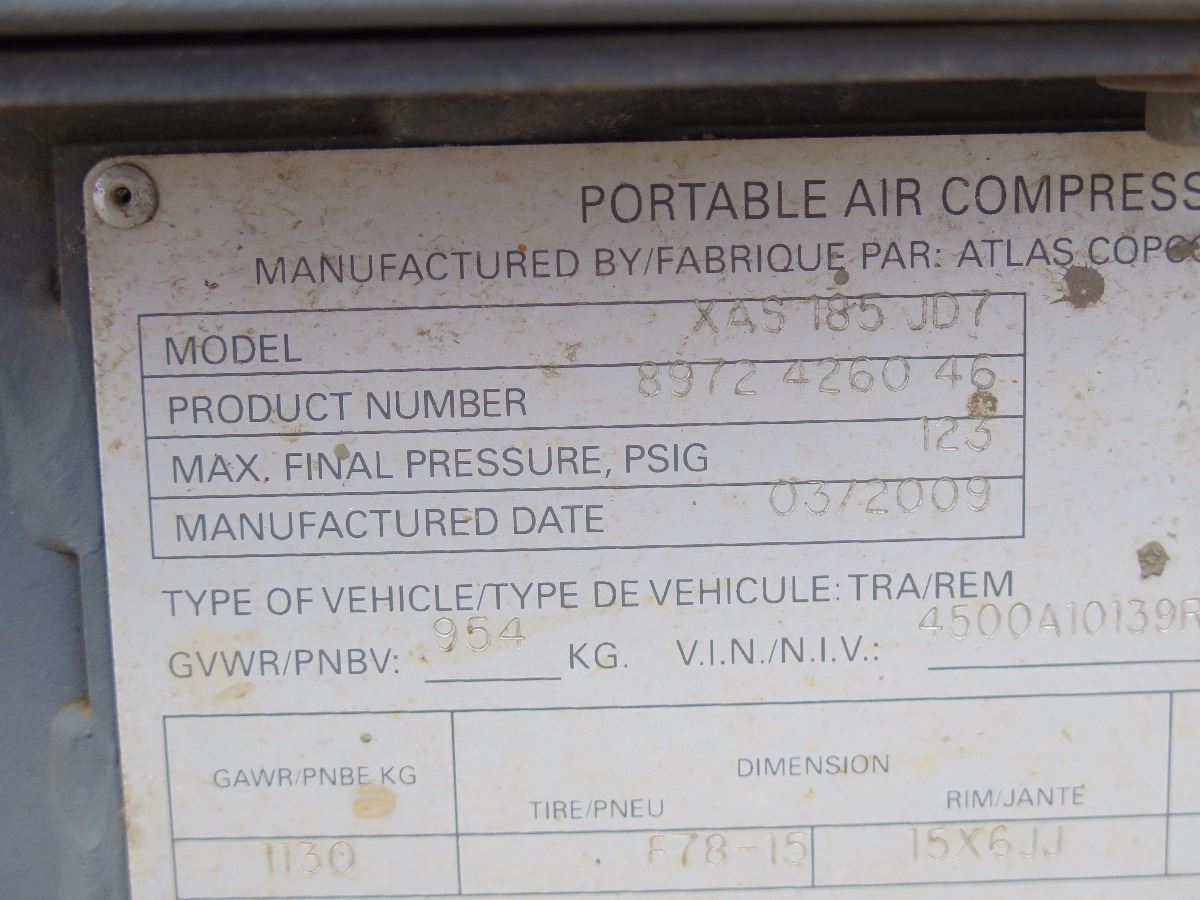 PORTABLE AIR COMPRESS
MANUFACTURED BY/FABRIQUE PAR: ATLAS COPCO
MODEL XAS 185 JD7
PRODUCT NUMBER 8972 4260 46
MAX. FINAL PRESSURE, PSIG 123
MANUFACTURED DATE 03/2009
TYPE OF VEHICLE/TYPE DE VEHICULE: TRA/REM
GVWR/PNBV: 954 KG. V.I.N./N.I.V.: 4500A10139R
GAWR/PNBE KG DIMENSION
TIRE/PNEU RIM/JANTE
1130 F78-15 15X6JJ